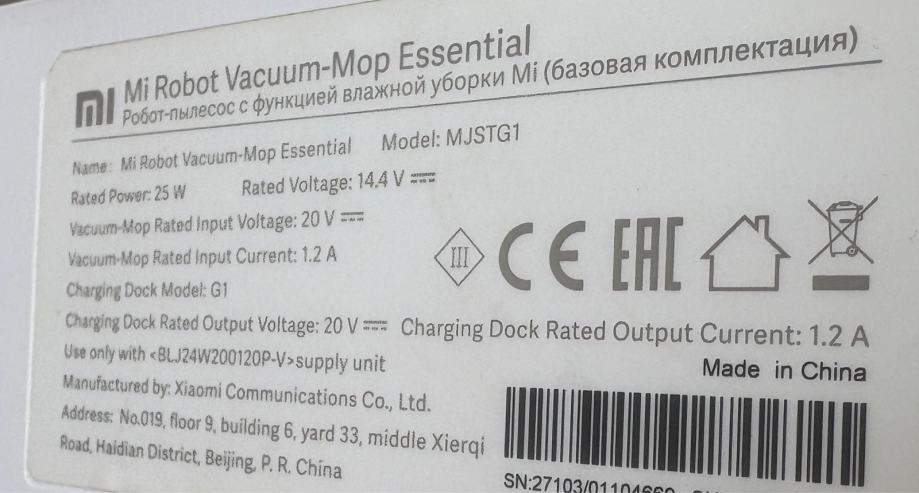 Mi Robot Vacuum-Mop Essential
Робот-пылесос с функцией влажной уборки Mi (базовая комплектация)
Name: Mi Robot Vacuum-Mop Essential Model: MJSTG1
Rated Power: 25 W Rated Voltage: 14.4 V
Vacuum-Mop Rated Input Voltage: 20 V
Vacuum-Mop Rated Input Current: 1.2 A
III CE EAC
Charging Dock Model: G1
Charging Dock Rated Output Voltage: 20 V Charging Dock Rated Output Current: 1.2 A
Use only with <BLJ24W200120P-V>supply unit
Made in China
Manufactured by: Xiaomi Communications Co., Ltd.
Address: No.019, floor 9, building 6, yard 33, middle Xierqi
Road, Haidian District, Beijing, P. R. China